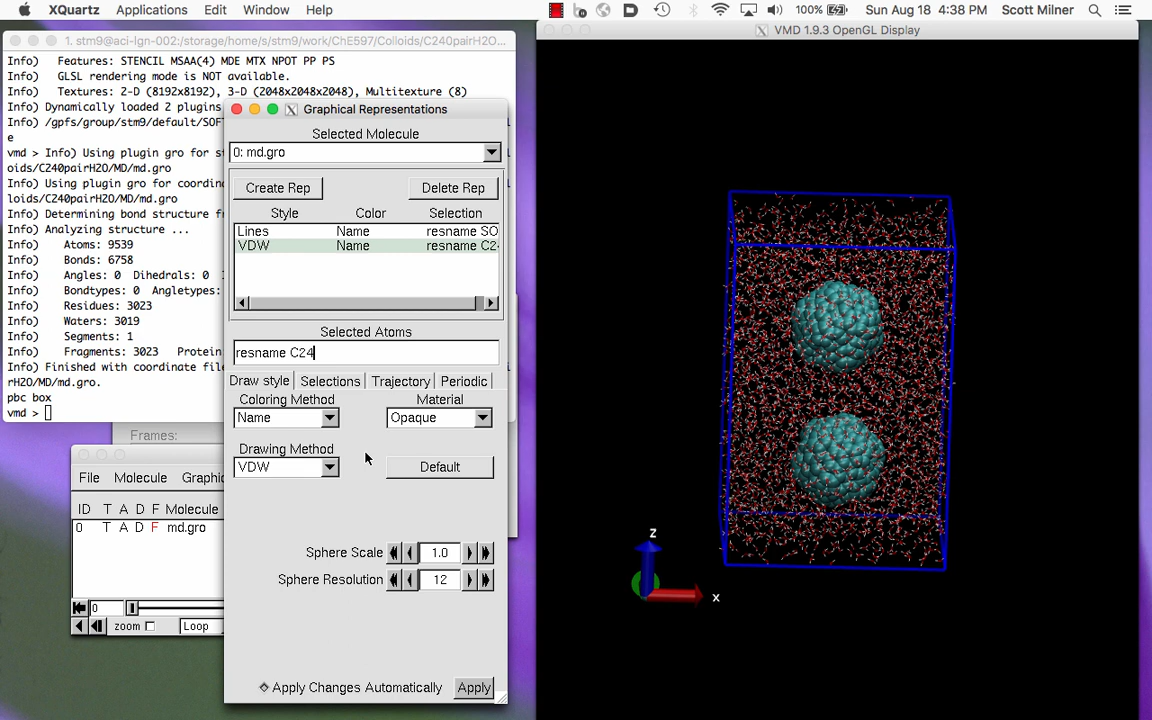 XQuartz Applications Edit Window Help
100% Sun Aug 18 4:38 PM Scott Milner
1. stm9@aci-lgn-002:/storage/home/s/stm9/work/ChE597/Colloids/C240pairH2O...
Info) Features: STENCIL MSAA(4) MDE MTX NPOT PP PS
Info) GLSL rendering mode is NOT available.
Info) Textures: 2-D (8192x8192), 3-D (2048x2048x2048), Multitexture (8)
Info) Dynamically loaded 2 plugins
Info) /gpfs/group/stm9/default/SOF
e
vmd > Info) Using plugin gro for s
oids/C240pairH2O/MD/md.gro
Info) Using plugin gro for coordina
loids/C240pairH2O/MD/md.gro
Info) Determining bond structure f
Info) Analyzing structure ...
Info) Atoms: 9539
Info) Bonds: 6758
Info) Angles: 0 Dihedrals: 0
Info) Bondtypes: 0 Angletypes:
Info) Residues: 3023
Info) Waters: 3019
Info) Segments: 1
Info) Fragments: 3023 Protein
Info) Finished with coordinate file
rH2O/MD/md.gro.
pbc box
vmd >
Frames:
File Molecule Graphic
ID T A D F Molecule
0 T A D F md.gro
0
zoom Loop
Graphical Representations
Selected Molecule
0: md.gro
Create Rep Delete Rep
Style Color Selection
Lines Name resname SO
VDW Name resname C2
Selected Atoms
resname C24
Draw style Selections Trajectory Periodic
Coloring Method Material
Name Opaque
Drawing Method
VDW Default
Sphere Scale 1.0
Sphere Resolution 12
Apply Changes Automatically Apply
VMD 1.9.3 OpenGL Display
z
x